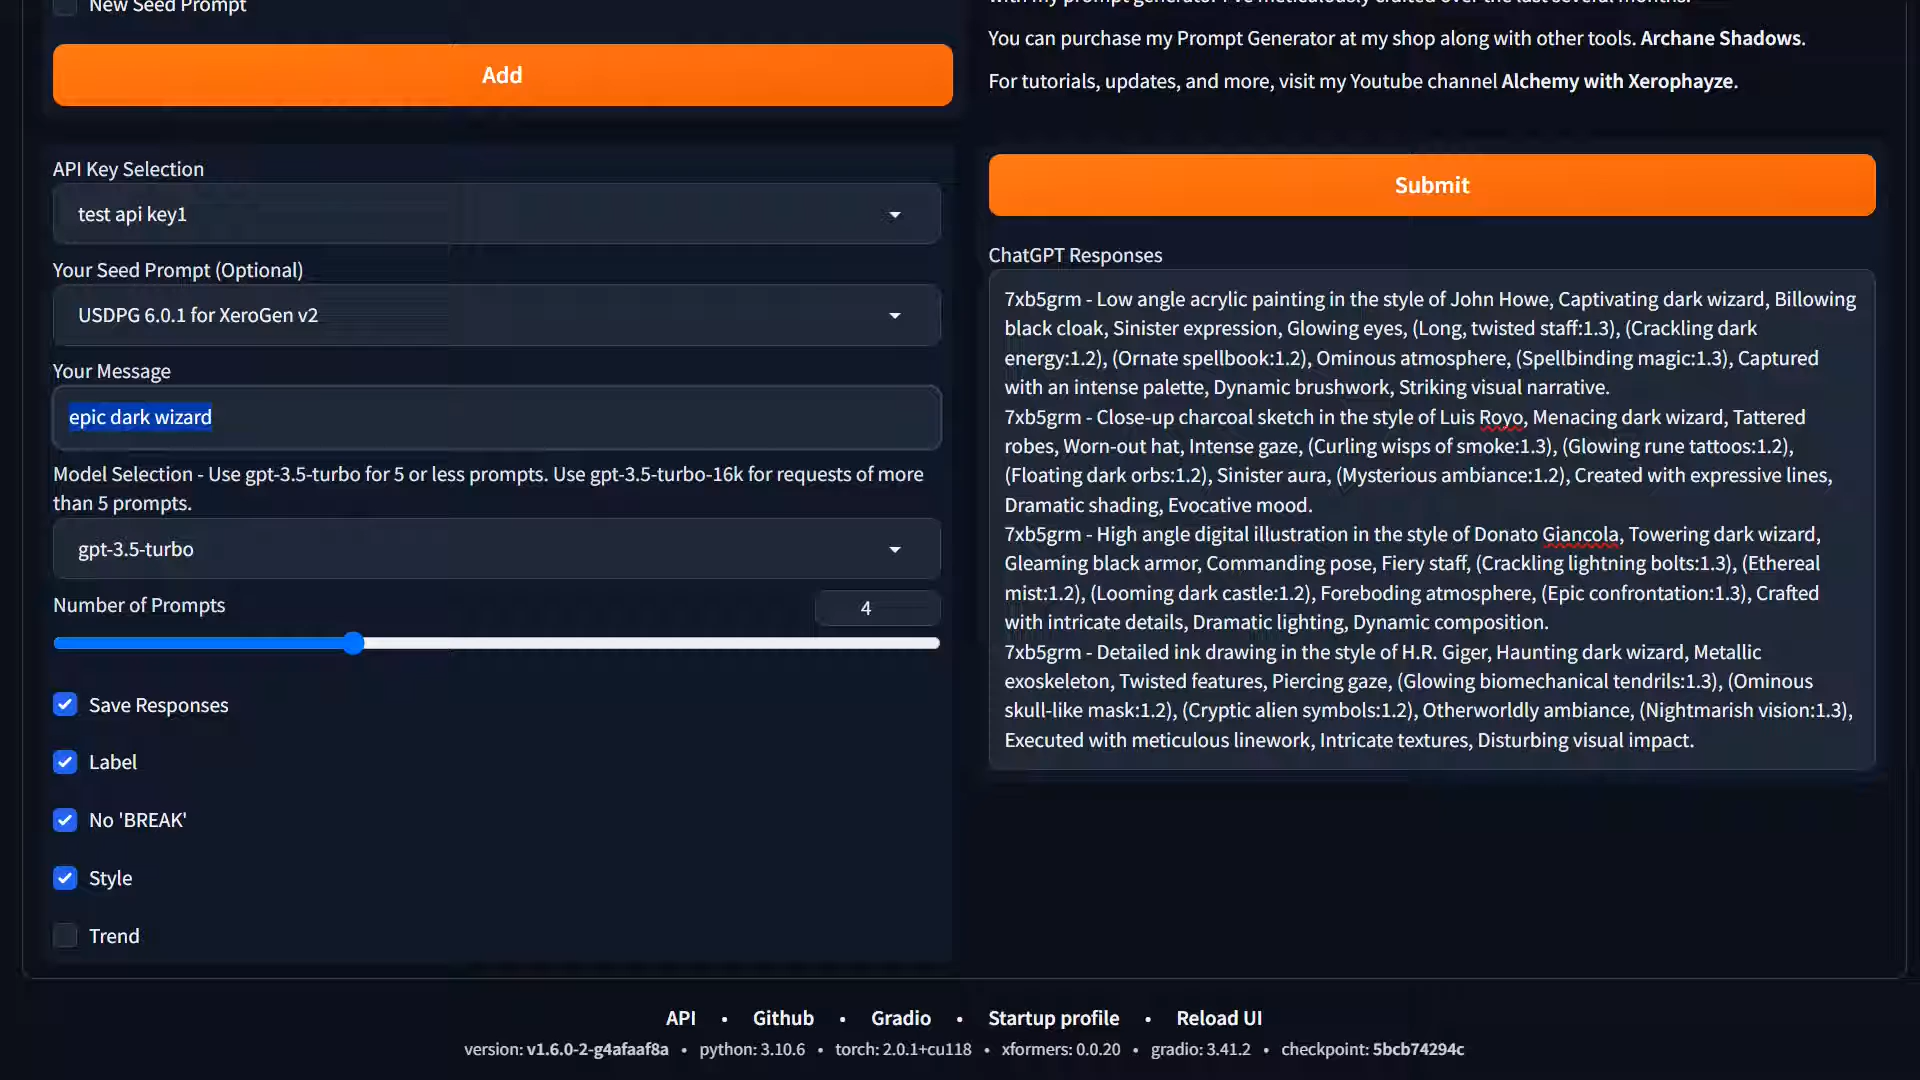 New Seed Prompt
Add
API Key Selection
test api key1
Your Seed Prompt (Optional)
USDPG 6.0.1 for XeroGen v2
Your Message
epic dark wizard
Model Selection - Use gpt-3.5-turbo for 5 or less prompts. Use gpt-3.5-turbo-16k for requests of more
than 5 prompts.
gpt-3.5-turbo
Number of Prompts
4
Save Responses
Label
No 'BREAK'
Style
Trend
with my prompt generator I've meticulously crafted over the last several months.
You can purchase my Prompt Generator at my shop along with other tools. Archane Shadows.
For tutorials, updates, and more, visit my Youtube channel Alchemy with Xerophayze.
Submit
ChatGPT Responses
7xb5grm - Low angle acrylic painting in the style of John Howe, Captivating dark wizard, Billowing
black cloak, Sinister expression, Glowing eyes, (Long, twisted staff:1.3), (Crackling dark
energy:1.2), (Ornate spellbook:1.2), Ominous atmosphere, (Spellbinding magic:1.3), Captured
with an intense palette, Dynamic brushwork, Striking visual narrative.
7xb5grm - Close-up charcoal sketch in the style of Luis Royo, Menacing dark wizard, Tattered
robes, Worn-out hat, Intense gaze, (Curling wisps of smoke:1.3), (Glowing rune tattoos:1.2),
(Floating dark orbs:1.2), Sinister aura, (Mysterious ambiance:1.2), Created with expressive lines,
Dramatic shading, Evocative mood.
7xb5grm - High angle digital illustration in the style of Donato Giancola, Towering dark wizard,
Gleaming black armor, Commanding pose, Fiery staff, (Crackling lightning bolts:1.3), (Ethereal
mist:1.2), (Looming dark castle:1.2), Foreboding atmosphere, (Epic confrontation:1.3), Crafted
with intricate details, Dramatic lighting, Dynamic composition.
7xb5grm - Detailed ink drawing in the style of H.R. Giger, Haunting dark wizard, Metallic
exoskeleton, Twisted features, Piercing gaze, (Glowing biomechanical tendrils:1.3), (Ominous
skull-like mask:1.2), (Cryptic alien symbols:1.2), Otherworldly ambiance, (Nightmarish vision:1.3),
Executed with meticulous linework, Intricate textures, Disturbing visual impact.
API • Github • Gradio • Startup profile • Reload UI
version: v1.6.0-2-g4afaaf8a • python: 3.10.6 • torch: 2.0.1+cu118 • xformers: 0.0.20 • gradio: 3.41.2 • checkpoint: 5bcb74294c